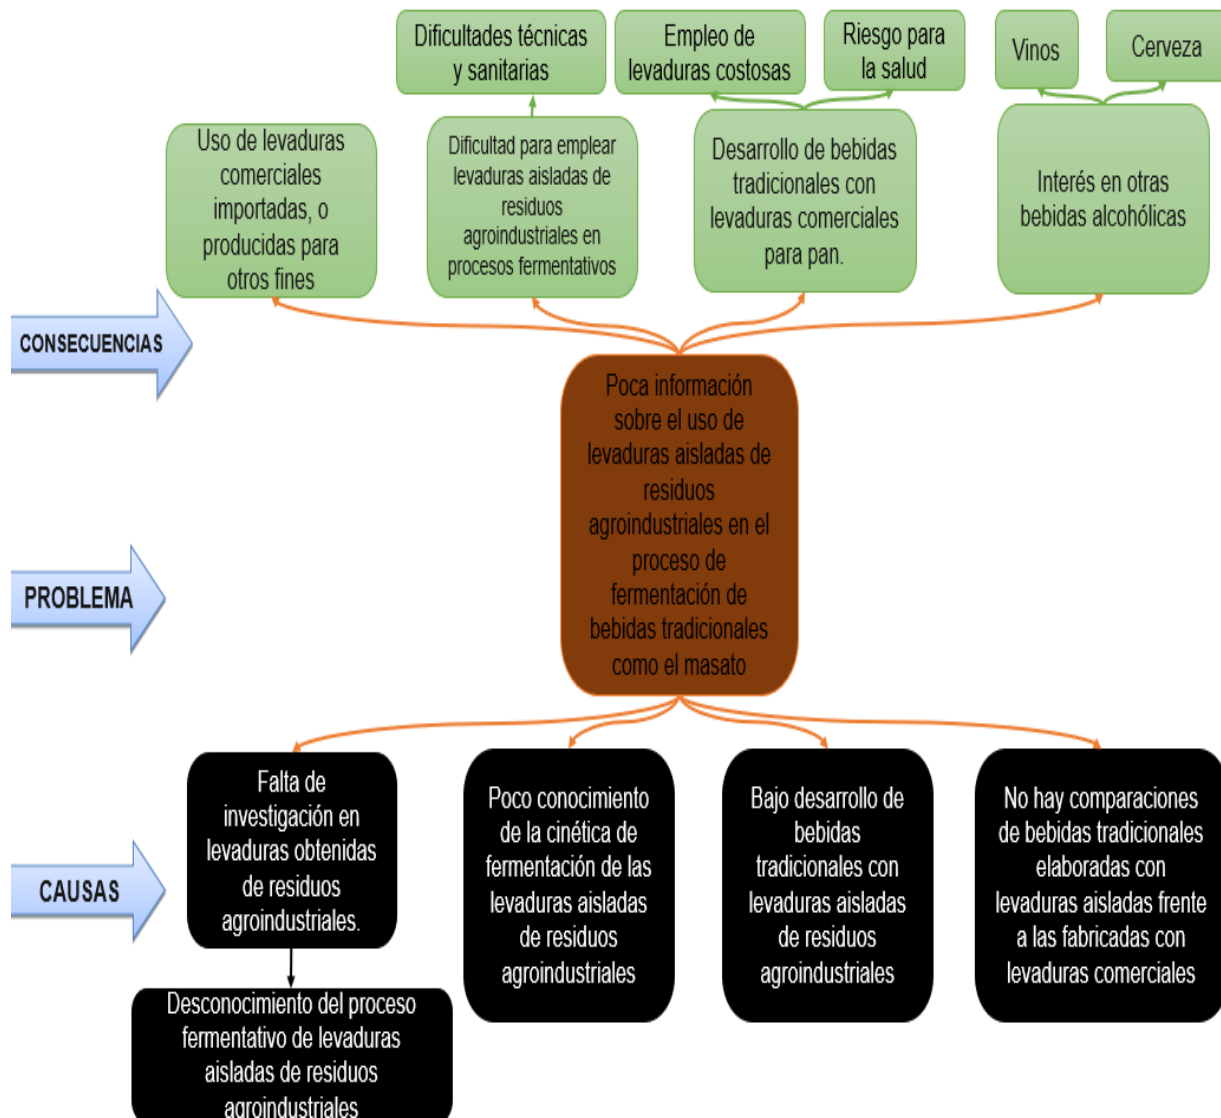 Dificultades técnicas
y sanitarias
Empleo de
levaduras costosas
Riesgo para
la salud
Vinos
Cerveza
Uso de levaduras
comerciales
importadas, o
producidas para
otros fines
Dificultad para emplear
levaduras aisladas de
residuos
agroindustriales en
procesos fermentativos
Desarrollo de bebidas
tradicionales con
levaduras comerciales
para pan.
Interés en otras
bebidas alcohólicas
CONSECUENCIAS
Poca información
sobre el uso de
levaduras aisladas de
residuos
agroindustriales en el
proceso de
fermentación de
bebidas tradicionales
como el masato
PROBLEMA
CAUSAS
Falta de
investigación en
levaduras obtenidas
de residuos
agroindustriales.
Poco conocimiento
de la cinética de
fermentación de las
levaduras aisladas
de residuos
agroindustriales
Bajo desarrollo de
bebidas
tradicionales con
levaduras aisladas
de residuos
agroindustriales
No hay comparaciones
de bebidas tradicionales
elaboradas con
levaduras aisladas frente
a las fabricadas con
levaduras comerciales
Desconocimiento del proceso
fermentativo de levaduras
aisladas de residuos
agroindustriales